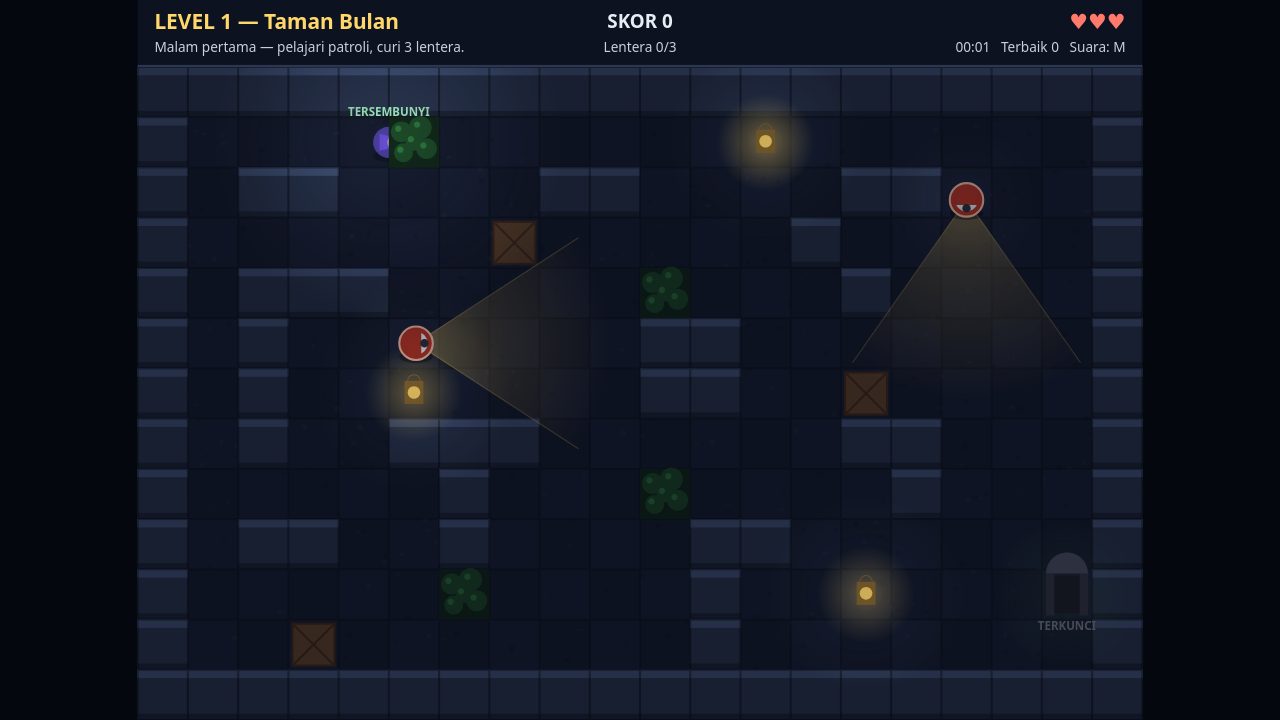 LEVEL 1 — Taman Bulan
SKOR 0
♥♥♥
Malam pertama — pelajari patroli, curi 3 lentera.
Lentera 0/3
00:01 Terbaik 0 Suara: M
TERSEMBUNYI
TERKUNCI